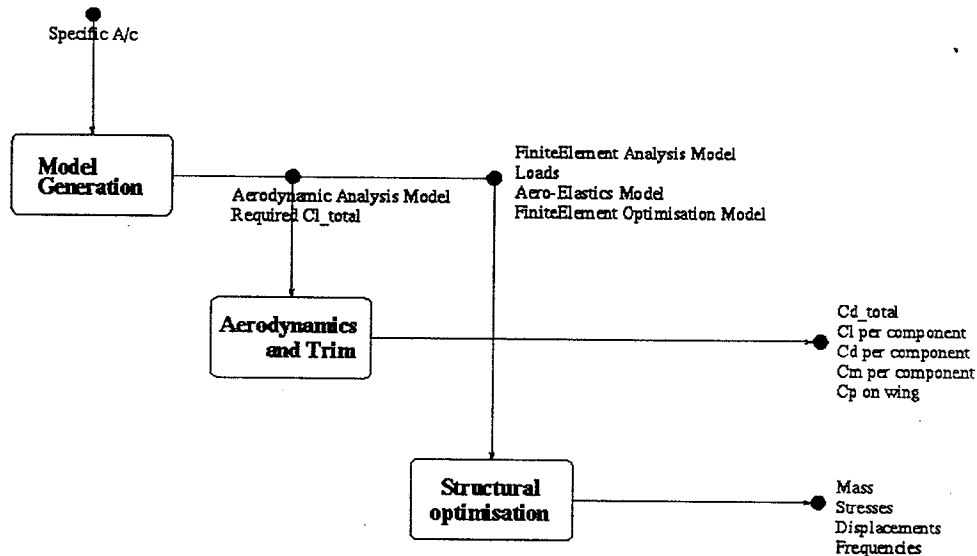 Specific A/c
Model
Generation
FiniteElement Analysis Model
Loads
Aero-Elastics Model
FiniteElement Optimisation Model
Aerodynamic Analysis Model
Required Cl_total
Aerodynamics
and Trim
Cd_total
Cl per component
Cd per component
Cm per component
Cp on wing
Structural
optimisation
Mass
Stresses
Displacements
Frequencies